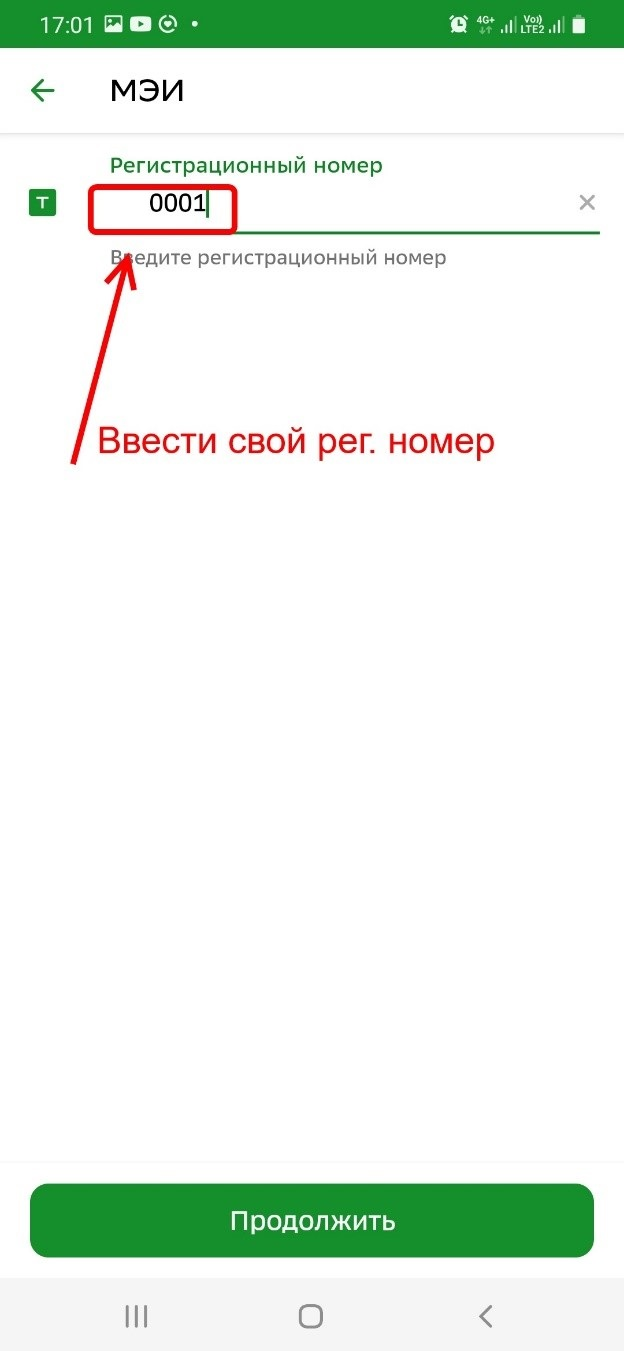 17:01 4G+ Vo)) LTE2
МЭИ
Регистрационный номер
T 0001
Введите регистрационный номер
Ввести свой рег. номер
Продолжить